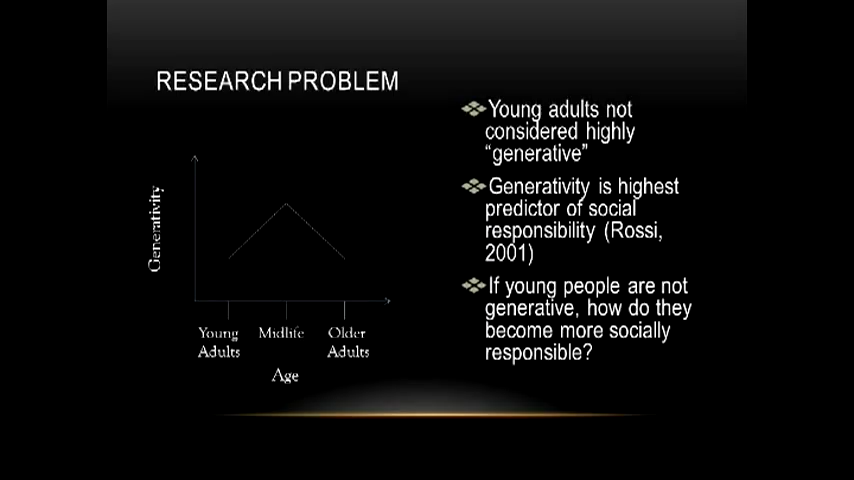 RESEARCH PROBLEM
Generativity
Young Adults
Midlife
Older Adults
Age
Young adults not
considered highly
“generative”
Generativity is highest
predictor of social
responsibility (Rossi,
2001)
If young people are not
generative, how do they
become more socially
responsible?